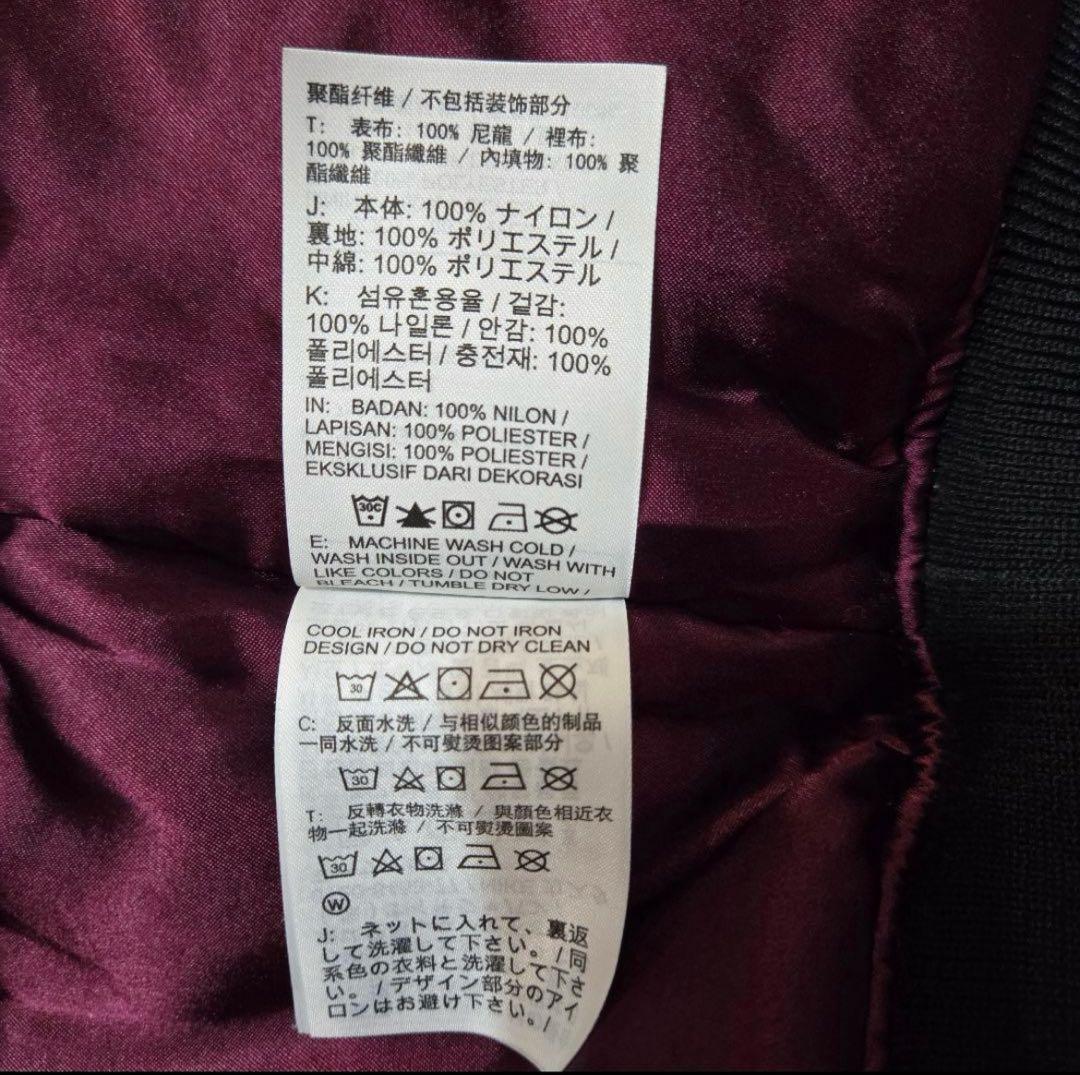 聚酯纤维 / 不包括装饰部分
T: 表布: 100% 尼龍 / 裡布:
100% 聚酯纖維 / 內填物: 100% 聚
酯纖維
J: 本体: 100% ナイロン /
裏地: 100% ポリエステル /
中綿: 100% ポリエステル
K: 섬유혼용율 / 겉감:
100% 나일론 / 안감: 100%
폴리에스터 / 충전재: 100%
폴리에스터
IN: BADAN: 100% NILON /
LAPISAN: 100% POLIESTER /
MENGISI: 100% POLIESTER /
EKSKLUSIF DARI DEKORASI
30C
E: MACHINE WASH COLD /
WASH INSIDE OUT / WASH WITH
LIKE COLORS / DO NOT
BLEACH / TUMBLE DRY LOW /
COOL IRON / DO NOT IRON
DESIGN / DO NOT DRY CLEAN
30
C: 反面水洗 / 与相似颜色的制品
一同水洗 / 不可熨烫图案部分
30
T: 反轉衣物洗滌 / 與顏色相近衣
物一起洗滌 / 不可熨燙圖案
30
W
J: ネットに入れて、裏返
して洗濯して下さい。/同
系色の衣料と洗濯して下さ
い。/デザイン部分のアイ
ロンはお避け下さい。/